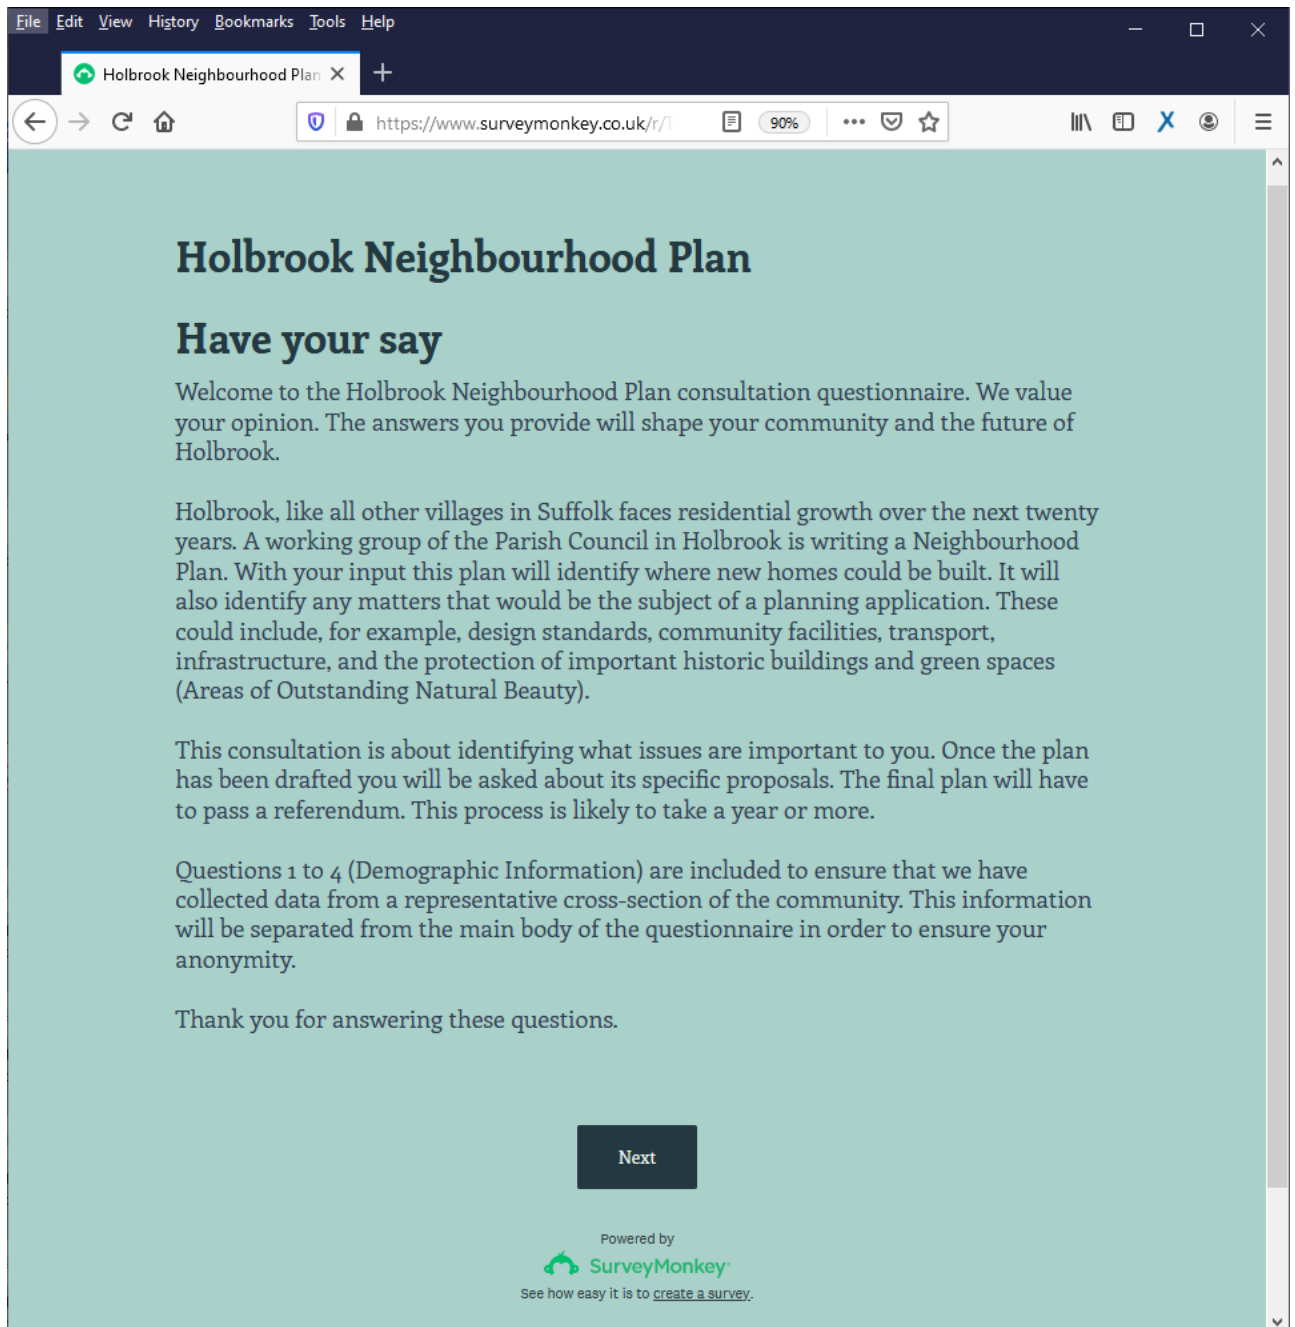 File Edit View History Bookmarks Tools Help
Holbrook Neighbourhood Plan
https://www.surveymonkey.co.uk/r/
90%
Holbrook Neighbourhood Plan
Have your say
Welcome to the Holbrook Neighbourhood Plan consultation questionnaire. We value
your opinion. The answers you provide will shape your community and the future of
Holbrook.
Holbrook, like all other villages in Suffolk faces residential growth over the next twenty
years. A working group of the Parish Council in Holbrook is writing a Neighbourhood
Plan. With your input this plan will identify where new homes could be built. It will
also identify any matters that would be the subject of a planning application. These
could include, for example, design standards, community facilities, transport,
infrastructure, and the protection of important historic buildings and green spaces
(Areas of Outstanding Natural Beauty).
This consultation is about identifying what issues are important to you. Once the plan
has been drafted you will be asked about its specific proposals. The final plan will have
to pass a referendum. This process is likely to take a year or more.
Questions 1 to 4 (Demographic Information) are included to ensure that we have
collected data from a representative cross-section of the community. This information
will be separated from the main body of the questionnaire in order to ensure your
anonymity.
Thank you for answering these questions.
Next
Powered by
SurveyMonkey
See how easy it is to create a survey.